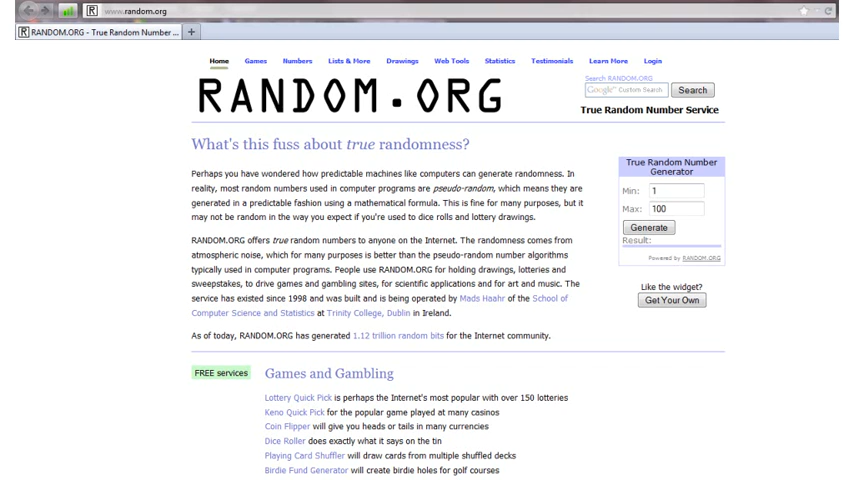 www.random.org
RANDOM.ORG - True Random Number ...
Home Games Numbers Lists & More Drawings Web Tools Statistics Testimonials Learn More Login
RANDOM.ORG
Search RANDOM.ORG
Google™ Custom Search Search
True Random Number Service
What's this fuss about true randomness?
Perhaps you have wondered how predictable machines like computers can generate randomness. In
reality, most random numbers used in computer programs are pseudo-random, which means they are
generated in a predictable fashion using a mathematical formula. This is fine for many purposes, but it
may not be random in the way you expect if you're used to dice rolls and lottery drawings.
RANDOM.ORG offers true random numbers to anyone on the Internet. The randomness comes from
atmospheric noise, which for many purposes is better than the pseudo-random number algorithms
typically used in computer programs. People use RANDOM.ORG for holding drawings, lotteries and
sweepstakes, to drive games and gambling sites, for scientific applications and for art and music. The
service has existed since 1998 and was built and is being operated by Mads Haahr of the School of
Computer Science and Statistics at Trinity College, Dublin in Ireland.
As of today, RANDOM.ORG has generated 1.12 trillion random bits for the Internet community.
True Random Number
Generator
Min: 1
Max: 100
Generate
Result:
Powered by RANDOM.ORG
Like the widget?
Get Your Own
FREE services
Games and Gambling
Lottery Quick Pick is perhaps the Internet's most popular with over 150 lotteries
Keno Quick Pick for the popular game played at many casinos
Coin Flipper will give you heads or tails in many currencies
Dice Roller does exactly what it says on the tin
Playing Card Shuffler will draw cards from multiple shuffled decks
Birdie Fund Generator will create birdie holes for golf courses